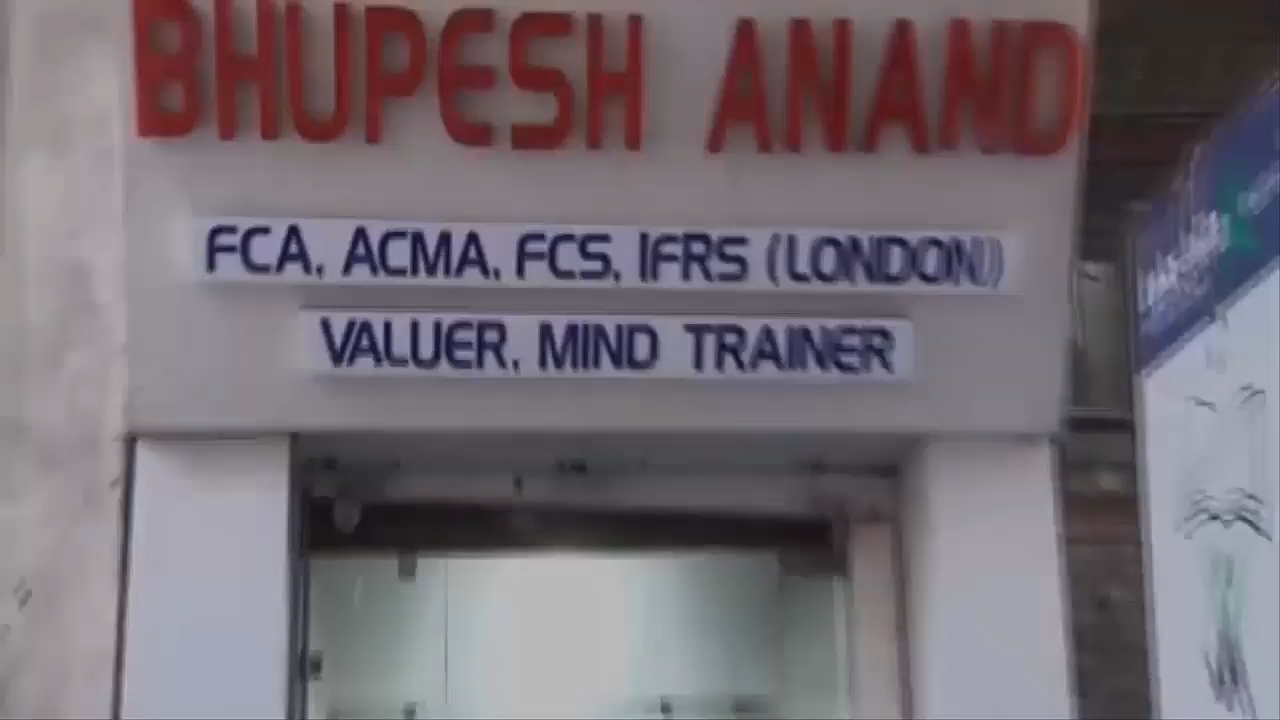 BHUPESH ANAND
FCA, ACMA, FCS, IFRS (LONDON)
VALUER, MIND TRAINER